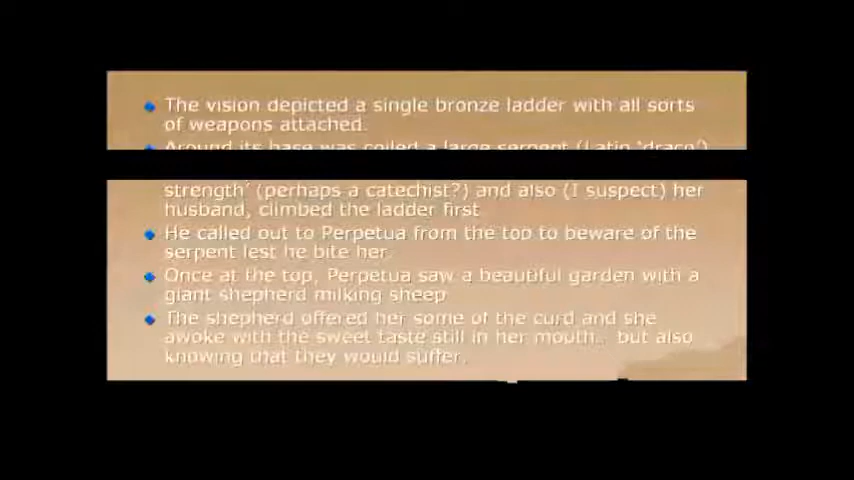 The vision depicted a single bronze ladder with all sorts
of weapons attached.
Around its base was coiled a large serpent (Latin 'draco')
strength' (perhaps a catechist?) and also (I suspect) her
husband, climbed the ladder first
He called out to Perpetua from the top to beware of the
serpent lest he bite her.
Once at the top, Perpetua saw a beautiful garden with a
giant shepherd milking sheep
The shepherd offered her some of the curd and she
awoke with the sweet taste still in her mouth.. but also
knowing that they would suffer.